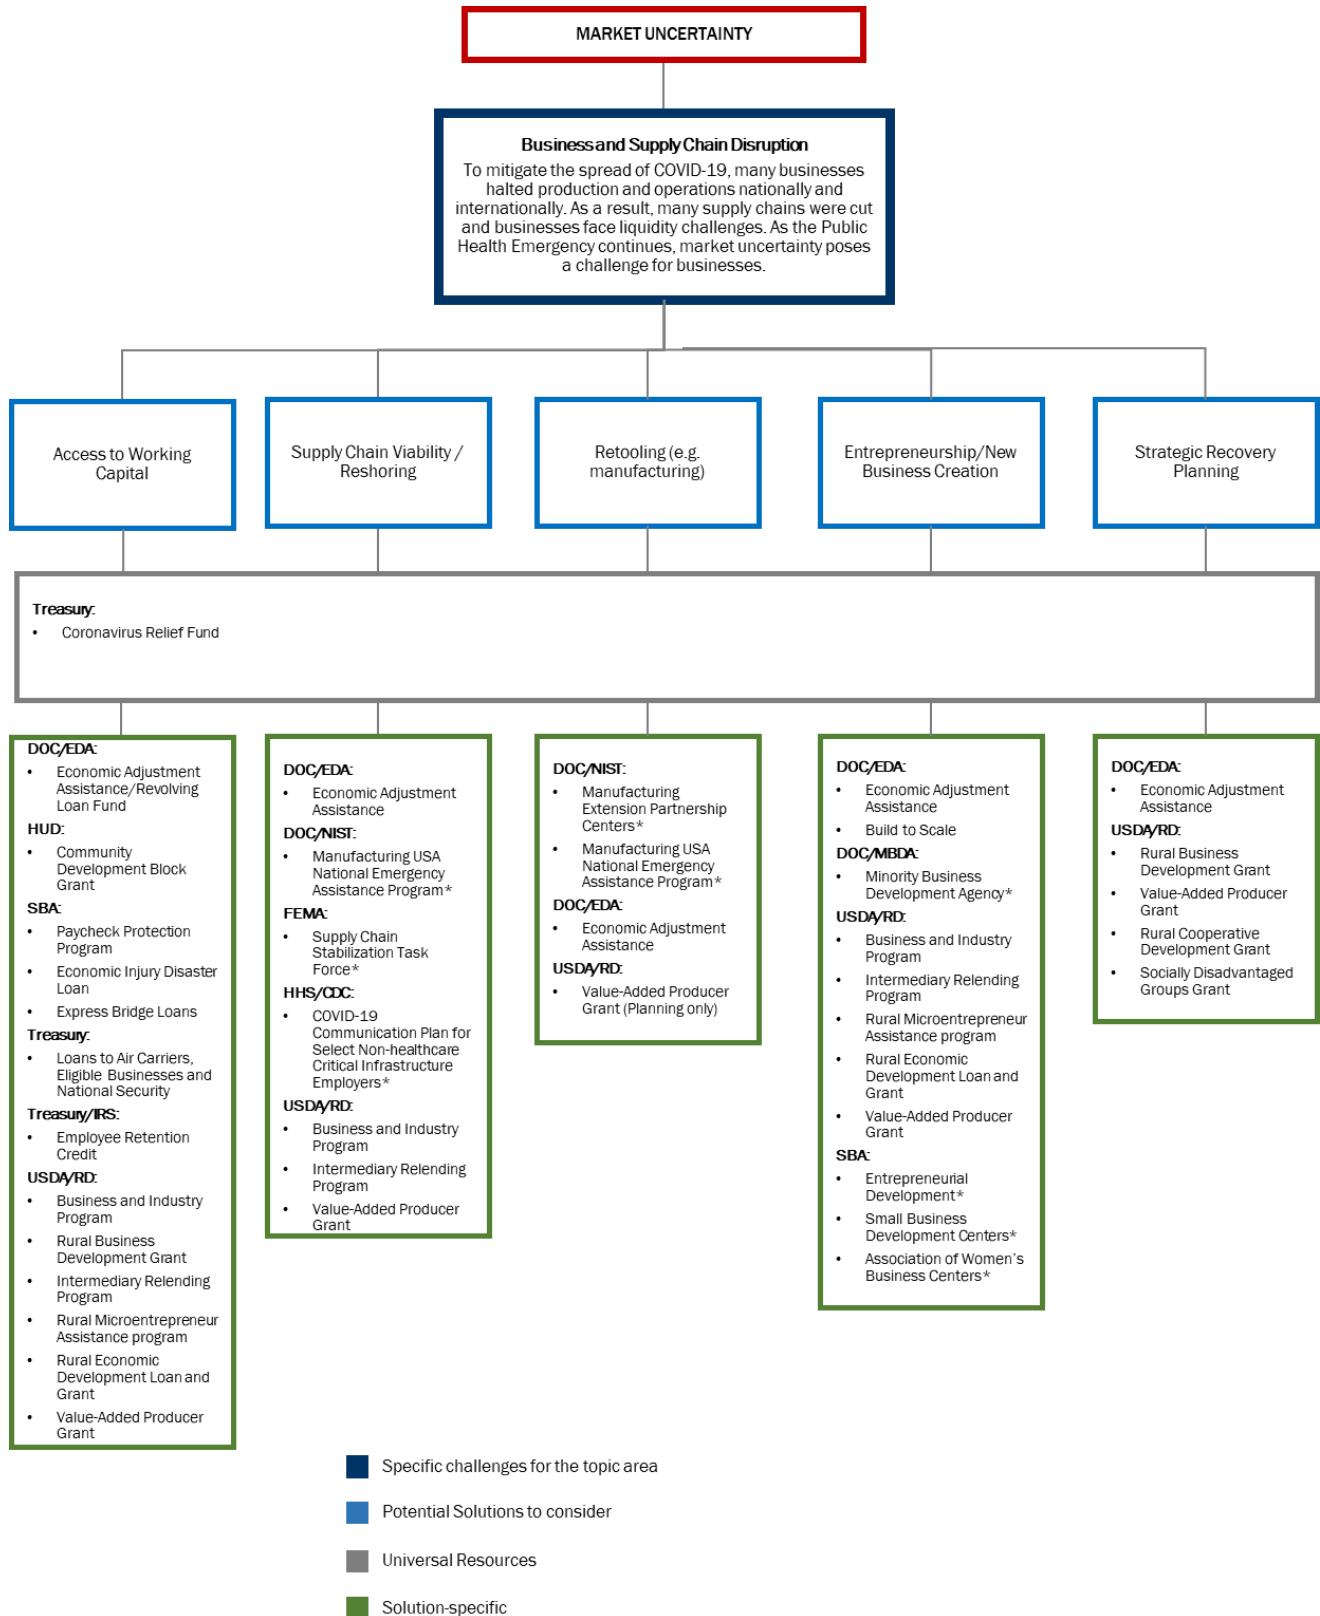 MARKET UNCERTAINTY
Business and Supply Chain Disruption
To mitigate the spread of COVID-19, many businesses
halted production and operations nationally and
internationally. As a result, many supply chains were cut
and businesses face liquidity challenges. As the Public
Health Emergency continues, market uncertainty poses
a challenge for businesses.
Access to Working
Capital
Supply Chain Viability /
Reshoring
Retooling (e.g.
manufacturing)
Entrepreneurship/New
Business Creation
Strategic Recovery
Planning
Treasury:
• Coronavirus Relief Fund
DOC/EDA:
• Economic Adjustment
Assistance/Revolving
Loan Fund
HUD:
• Community
Development Block
Grant
SBA:
• Paycheck Protection
Program
• Economic Injury Disaster
Loan
• Express Bridge Loans
Treasury:
• Loans to Air Carriers,
Eligible Businesses and
National Security
Treasury/IRS:
• Employee Retention
Credit
USDA/RD:
• Business and Industry
Program
• Rural Business
Development Grant
• Intermediary Relending
Program
• Rural Microentrepreneur
Assistance program
• Rural Economic
Development Loan and
Grant
• Value-Added Producer
Grant
DOC/EDA:
• Economic Adjustment
Assistance
DOC/NIST:
• Manufacturing USA
National Emergency
Assistance Program*
FEMA:
• Supply Chain
Stabilization Task
Force*
HHS/CDC:
• COVID-19
Communication Plan for
Select Non-healthcare
Critical Infrastructure
Employers*
USDA/RD:
• Business and Industry
Program
• Intermediary Relending
Program
• Value-Added Producer
Grant
DOC/NIST:
• Manufacturing
Extension Partnership
Centers*
• Manufacturing USA
National Emergency
Assistance Program*
DOC/EDA:
• Economic Adjustment
Assistance
USDA/RD:
• Value-Added Producer
Grant (Planning only)
DOC/EDA:
• Economic Adjustment
Assistance
• Build to Scale
DOC/MBDA:
• Minority Business
Development Agency*
USDA/RD:
• Business and Industry
Program
• Intermediary Relending
Program
• Rural Microentrepreneur
Assistance program
• Rural Economic
Development Loan and
Grant
• Value-Added Producer
Grant
SBA:
• Entrepreneurial
Development*
• Small Business
Development Centers*
• Association of Women's
Business Centers*
DOC/EDA:
• Economic Adjustment
Assistance
USDA/RD:
• Rural Business
Development Grant
• Value-Added Producer
Grant
• Rural Cooperative
Development Grant
• Socially Disadvantaged
Groups Grant
Specific challenges for the topic area
Potential Solutions to consider
Universal Resources
Solution-specific